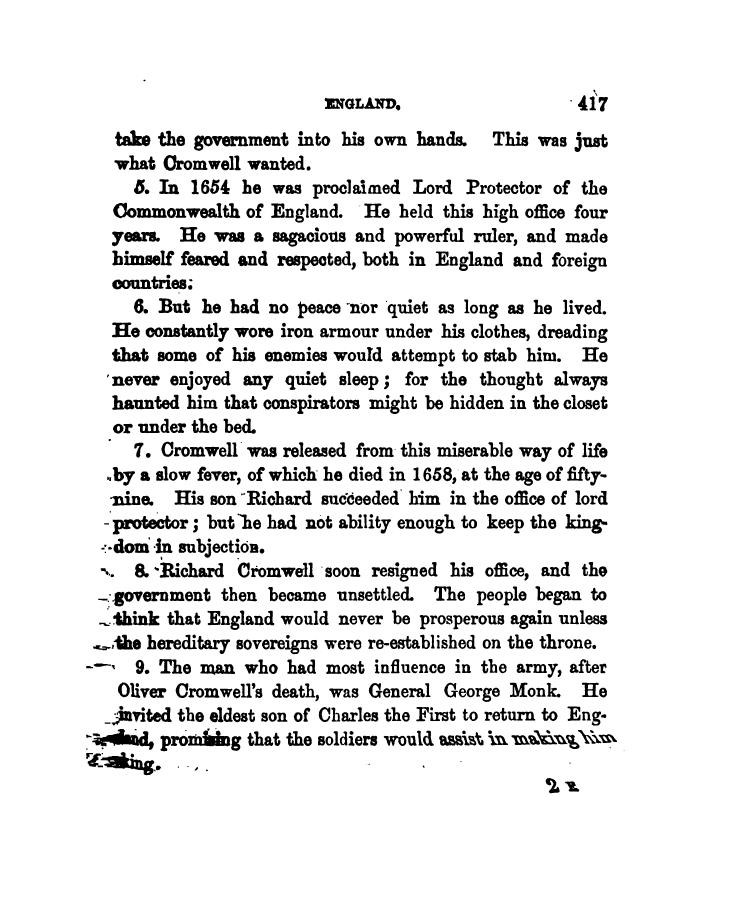 ENGLAND. 417
take the government into his own hands. This was just
what Cromwell wanted.
5. In 1654 he was proclaimed Lord Protector of the
Commonwealth of England. He held this high office four
years. He was a sagacious and powerful ruler, and made
himself feared and respected, both in England and foreign
countries.
6. But he had no peace nor quiet as long as he lived.
He constantly wore iron armour under his clothes, dreading
that some of his enemies would attempt to stab him. He
never enjoyed any quiet sleep; for the thought always
haunted him that conspirators might be hidden in the closet
or under the bed.
7. Cromwell was released from this miserable way of life
by a slow fever, of which he died in 1658, at the age of fifty-
nine. His son Richard succeeded him in the office of lord
protector; but he had not ability enough to keep the king-
dom in subjection.
8. Richard Cromwell soon resigned his office, and the
government then became unsettled. The people began to
think that England would never be prosperous again unless
the hereditary sovereigns were re-established on the throne.
9. The man who had most influence in the army, after
Oliver Cromwell's death, was General George Monk. He
invited the eldest son of Charles the First to return to Eng-
land, promising that the soldiers would assist in making him
king.
2 E